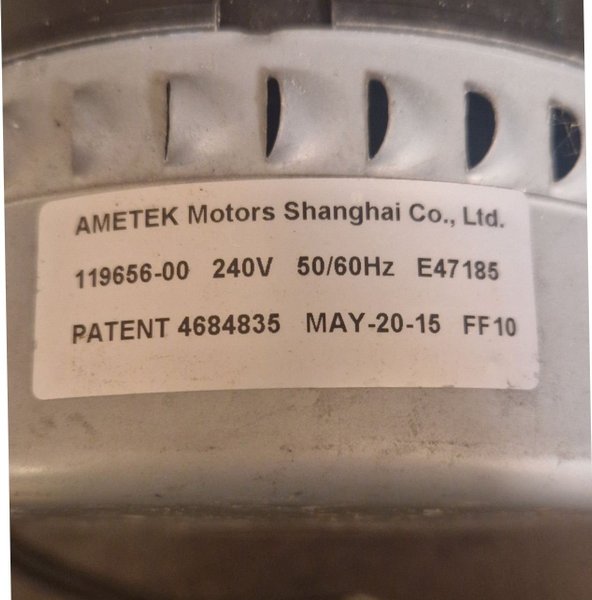 AMETEK Motors Shanghai Co., Ltd.
119656-00 240V 50/60Hz E47185
PATENT 4684835 MAY-20-15 FF10